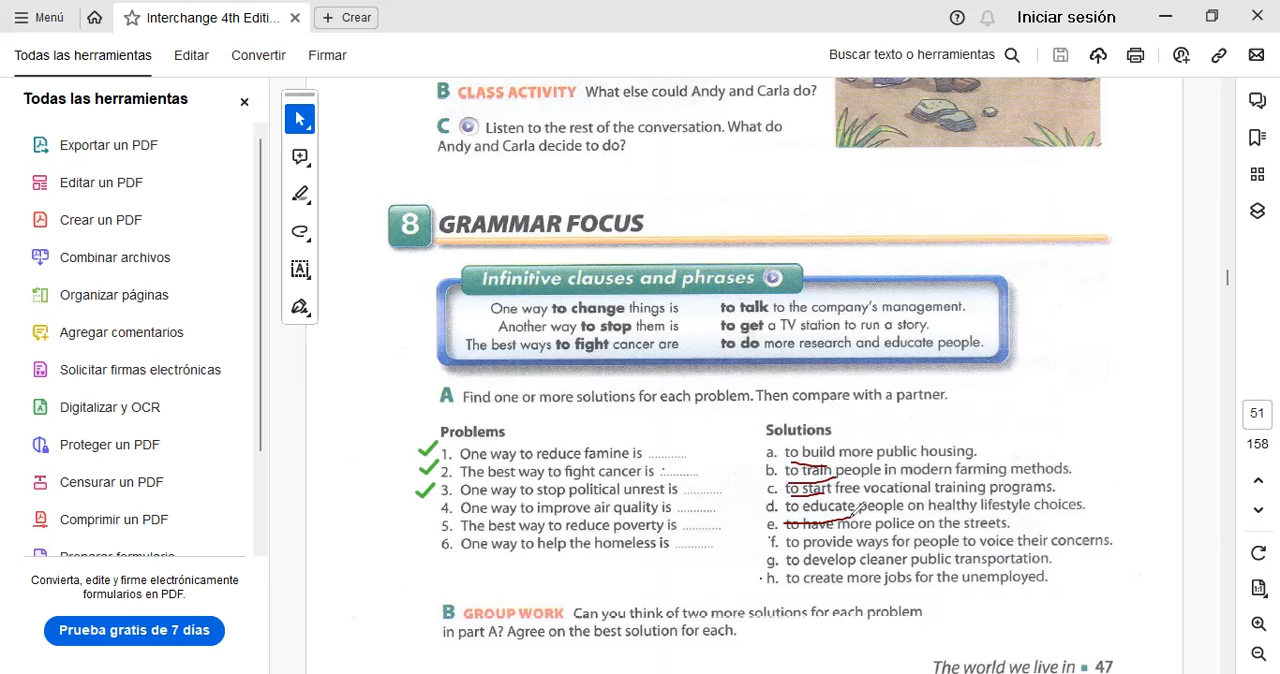 Menú
Interchange 4th Editi...
Crear
Iniciar sesión
Todas las herramientas
Editar
Convertir
Firmar
Buscar texto o herramientas
Todas las herramientas
Exportar un PDF
Editar un PDF
Crear un PDF
Combinar archivos
Organizar páginas
Agregar comentarios
Solicitar firmas electrónicas
Digitalizar y OCR
Proteger un PDF
Censurar un PDF
Comprimir un PDF
Preparar formulario
Convierta, edite y firme electrónicamente
formularios en PDF.
Prueba gratis de 7 días
B CLASS ACTIVITY What else could Andy and Carla do?
C Listen to the rest of the conversation. What do
Andy and Carla decide to do?
8 GRAMMAR FOCUS
Infinitive clauses and phrases
One way to change things is to talk to the company's management.
Another way to stop them is to get a TV station to run a story.
The best ways to fight cancer are to do more research and educate people.
A Find one or more solutions for each problem. Then compare with a partner.
Problems
1. One way to reduce famine is ............
2. The best way to fight cancer is ............
3. One way to stop political unrest is ............
4. One way to improve air quality is ............
5. The best way to reduce poverty is ............
6. One way to help the homeless is ............
Solutions
a. to build more public housing.
b. to train people in modern farming methods.
c. to start free vocational training programs.
d. to educate people on healthy lifestyle choices.
e. to have more police on the streets.
f. to provide ways for people to voice their concerns.
g. to develop cleaner public transportation.
h. to create more jobs for the unemployed.
B GROUP WORK Can you think of two more solutions for each problem
in part A? Agree on the best solution for each.
The world we live in ▪ 47
51
158